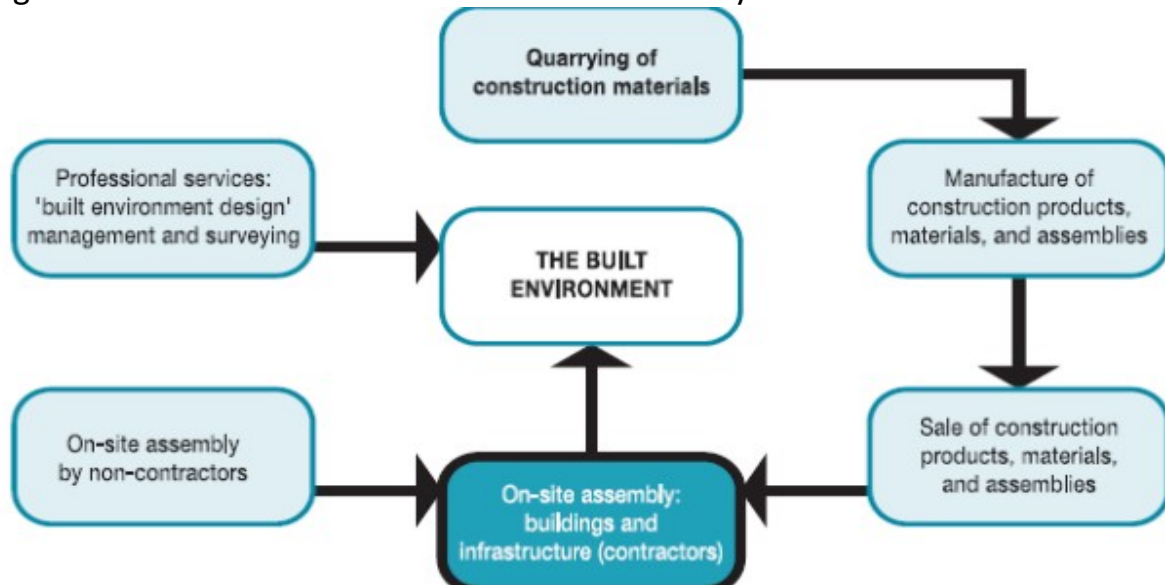 Quarrying of
construction materials
Professional services:
'built environment design'
management and surveying
Manufacture of
construction products,
materials, and assemblies
THE BUILT
ENVIRONMENT
On-site assembly
by non-contractors
On-site assembly:
buildings and
infrastructure (contractors)
Sale of construction
products, materials,
and assemblies